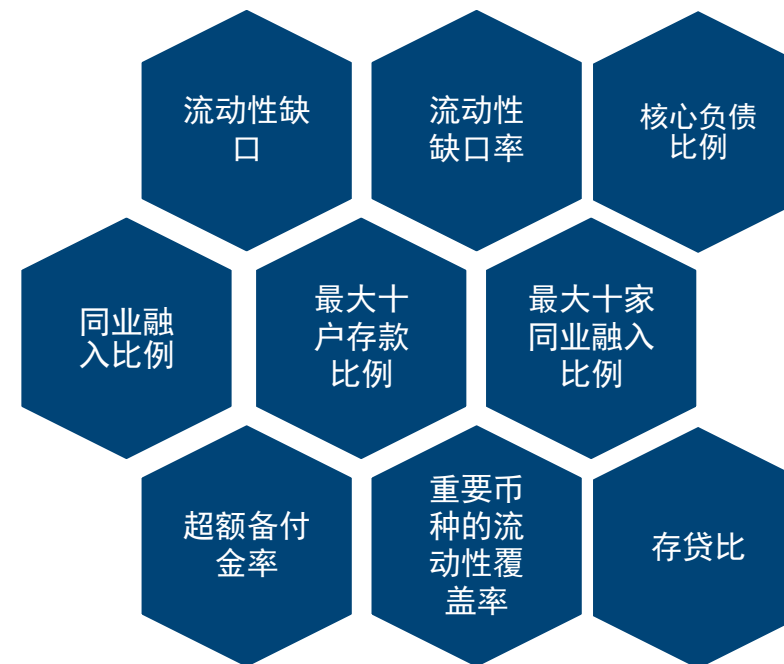 流动性缺
口
流动性
缺口率
核心负债
比例
同业融
入比例
最大十
户存款
比例
最大十家
同业融入
比例
超额备付
金率
重要币
种的流
动性覆
盖率
存贷比